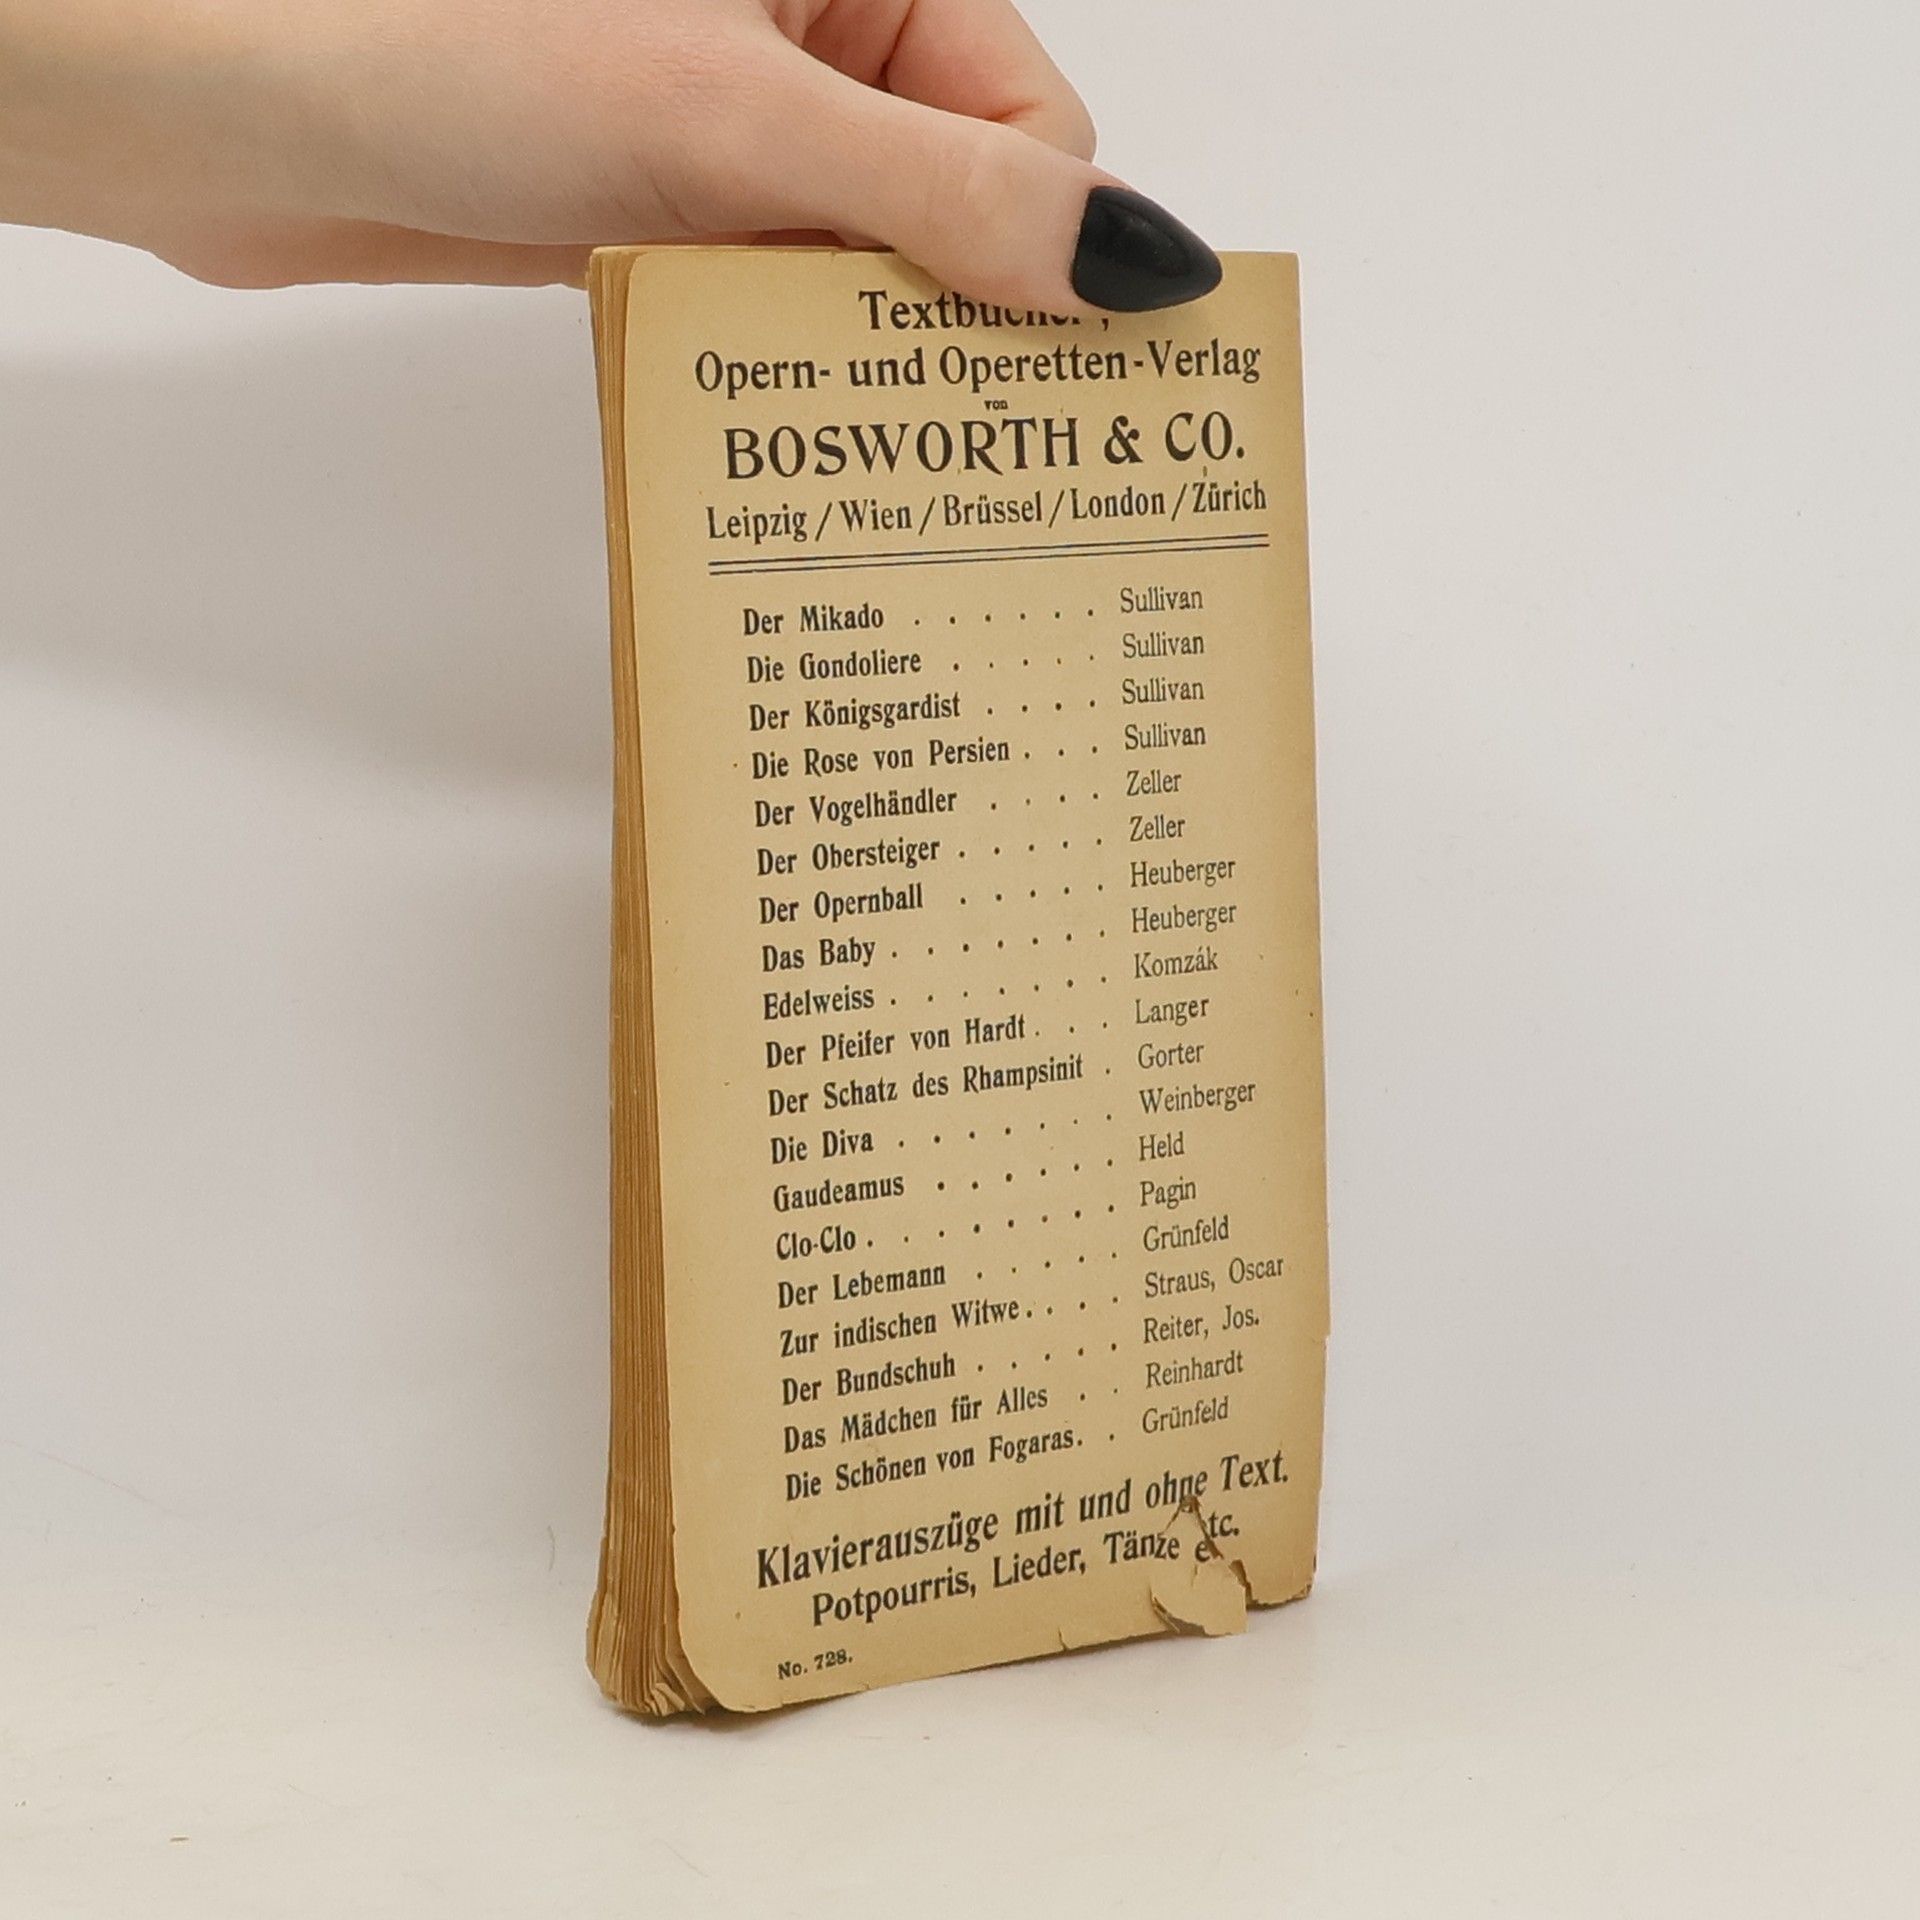 Opern- und Operetten-Verlag
von
BOSWORTH & CO.
Leipzig / Wien / Brüssel / London / Zürich
Der Mikado . . . . . . Sullivan
Die Gondoliere . . . . . Sullivan
Der Königsgardist . . . . Sullivan
Die Rose von Persien . . . Sullivan
Der Vogelhändler . . . . Zeller
Der Obersteiger . . . . . Zeller
Der Opernball . . . . . Heuberger
Das Baby . . . . . . . Heuberger
Edelweiss . . . . . . . Komzák
Der Pfeifer von Hardt . . . Langer
Der Schatz des Rhampsinit . Gorter
Die Diva . . . . . . . Weinberger
Gaudeamus . . . . . . Held
Clo-Clo . . . . . . . . Pagin
Der Lebemann . . . . . Grünfeld
Zur indischen Witwe . . . . Straus, Oscar
Der Bundschuh . . . . . Reiter, Jos.
Das Mädchen für Alles . . Reinhardt
Die Schönen von Fogaras. . Grünfeld
Klavierauszüge mit und ohne Text.
Potpourris, Lieder, Tänze etc.
No. 728.